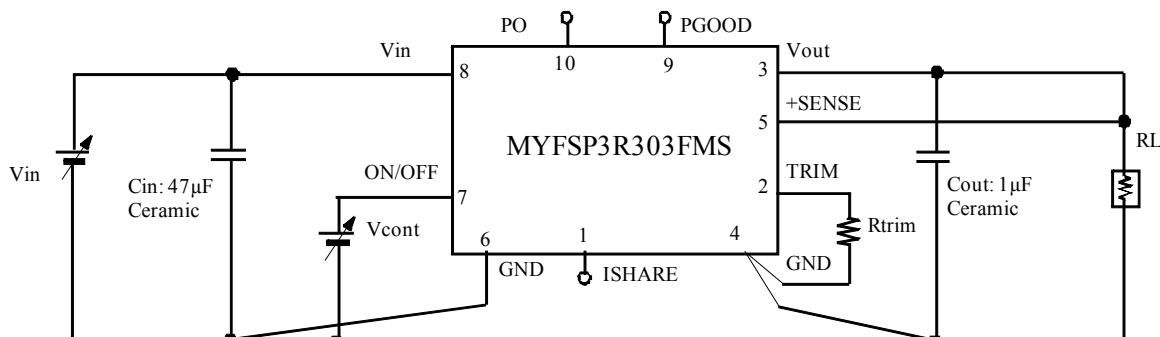 PO
PGOOD
Vin
Vout
8
10
9
3
+SENSE
5
MYFSP3R303FMS
RL
Vin
Cin: 47µF
Ceramic
ON/OFF
7
TRIM
2
Cout: 1µF
Ceramic
Vcont
Rtrim
6
1
4
GND
ISHARE
GND